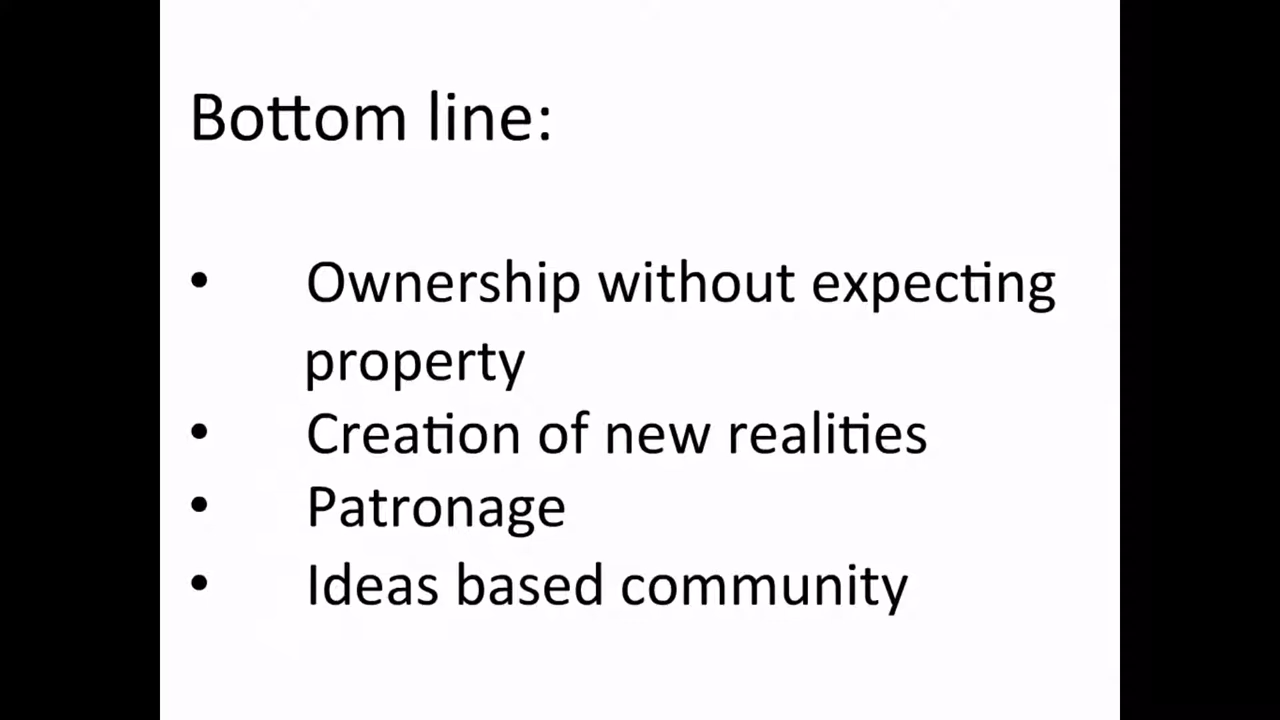 Bottom line:
• Ownership without expecting
property
• Creation of new realities
• Patronage
• Ideas based community